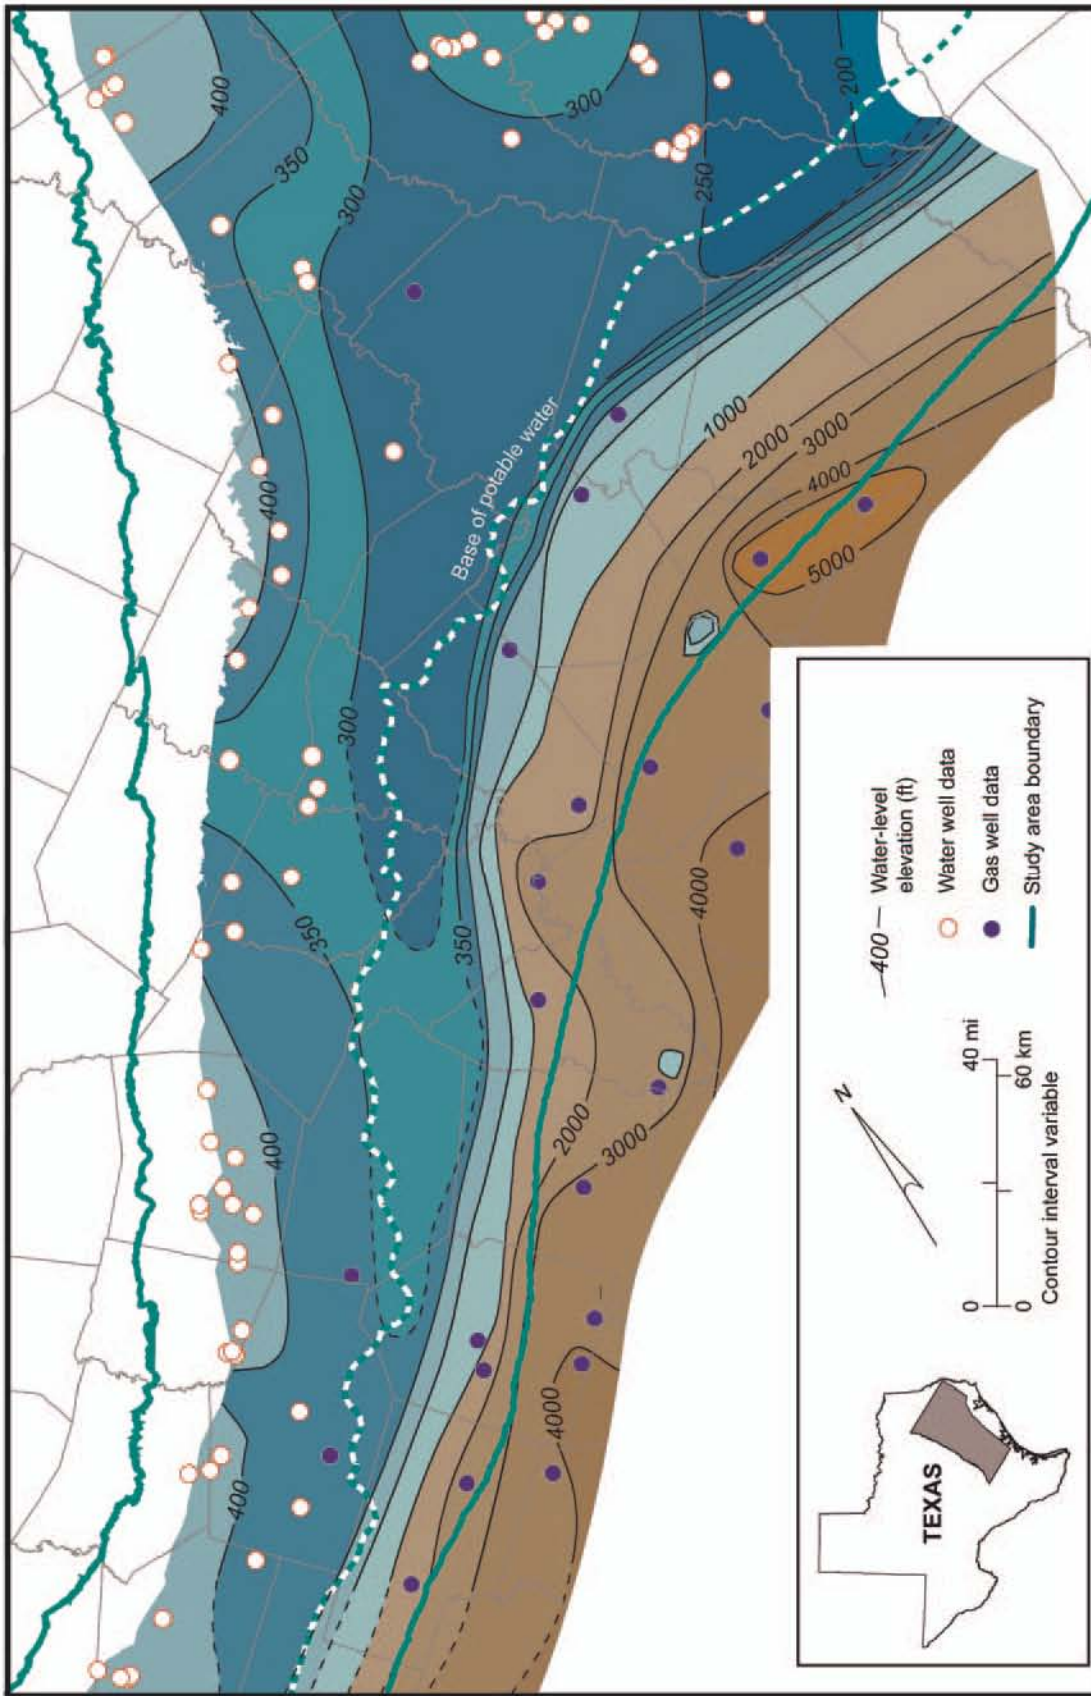 400
350
300
300
200
250
400
Base of potable water
1000
2000
3000
4000
5000
300
350
350
4000
400
2000
3000
4000
400
400 Water-level
elevation (ft)
Water well data
Gas well data
Study area boundary
N
0 40 mi
0 60 km
Contour interval variable
TEXAS